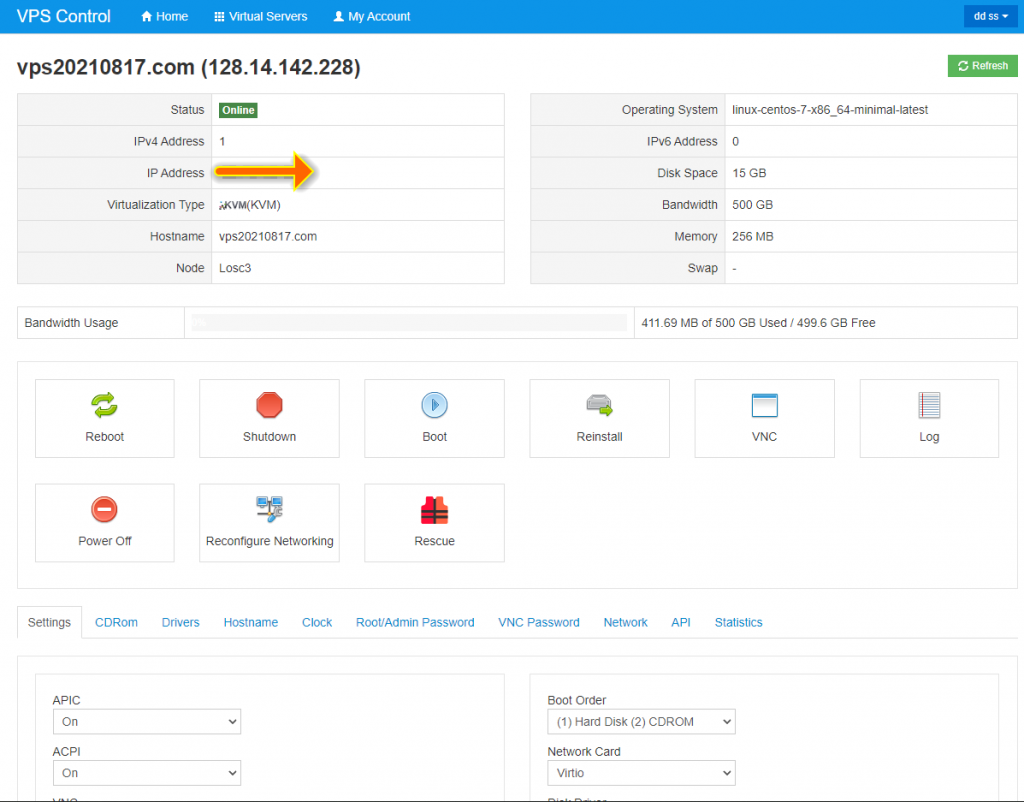 VPS Control Home Virtual Servers My Account dd ss
vps20210817.com (128.14.142.228) Refresh
Status Online
IPv4 Address 1
IP Address
Virtualization Type KVM(KVM)
Hostname vps20210817.com
Node Losc3
Operating System linux-centos-7-x86_64-minimal-latest
IPv6 Address 0
Disk Space 15 GB
Bandwidth 500 GB
Memory 256 MB
Swap -
Bandwidth Usage 411.69 MB of 500 GB Used / 499.6 GB Free
Reboot Shutdown Boot Reinstall VNC Log
Power Off Reconfigure Networking Rescue
Settings CDRom Drivers Hostname Clock Root/Admin Password VNC Password Network API Statistics
APIC
On
ACPI
On
Boot Order
(1) Hard Disk (2) CDROM
Network Card
Virtio